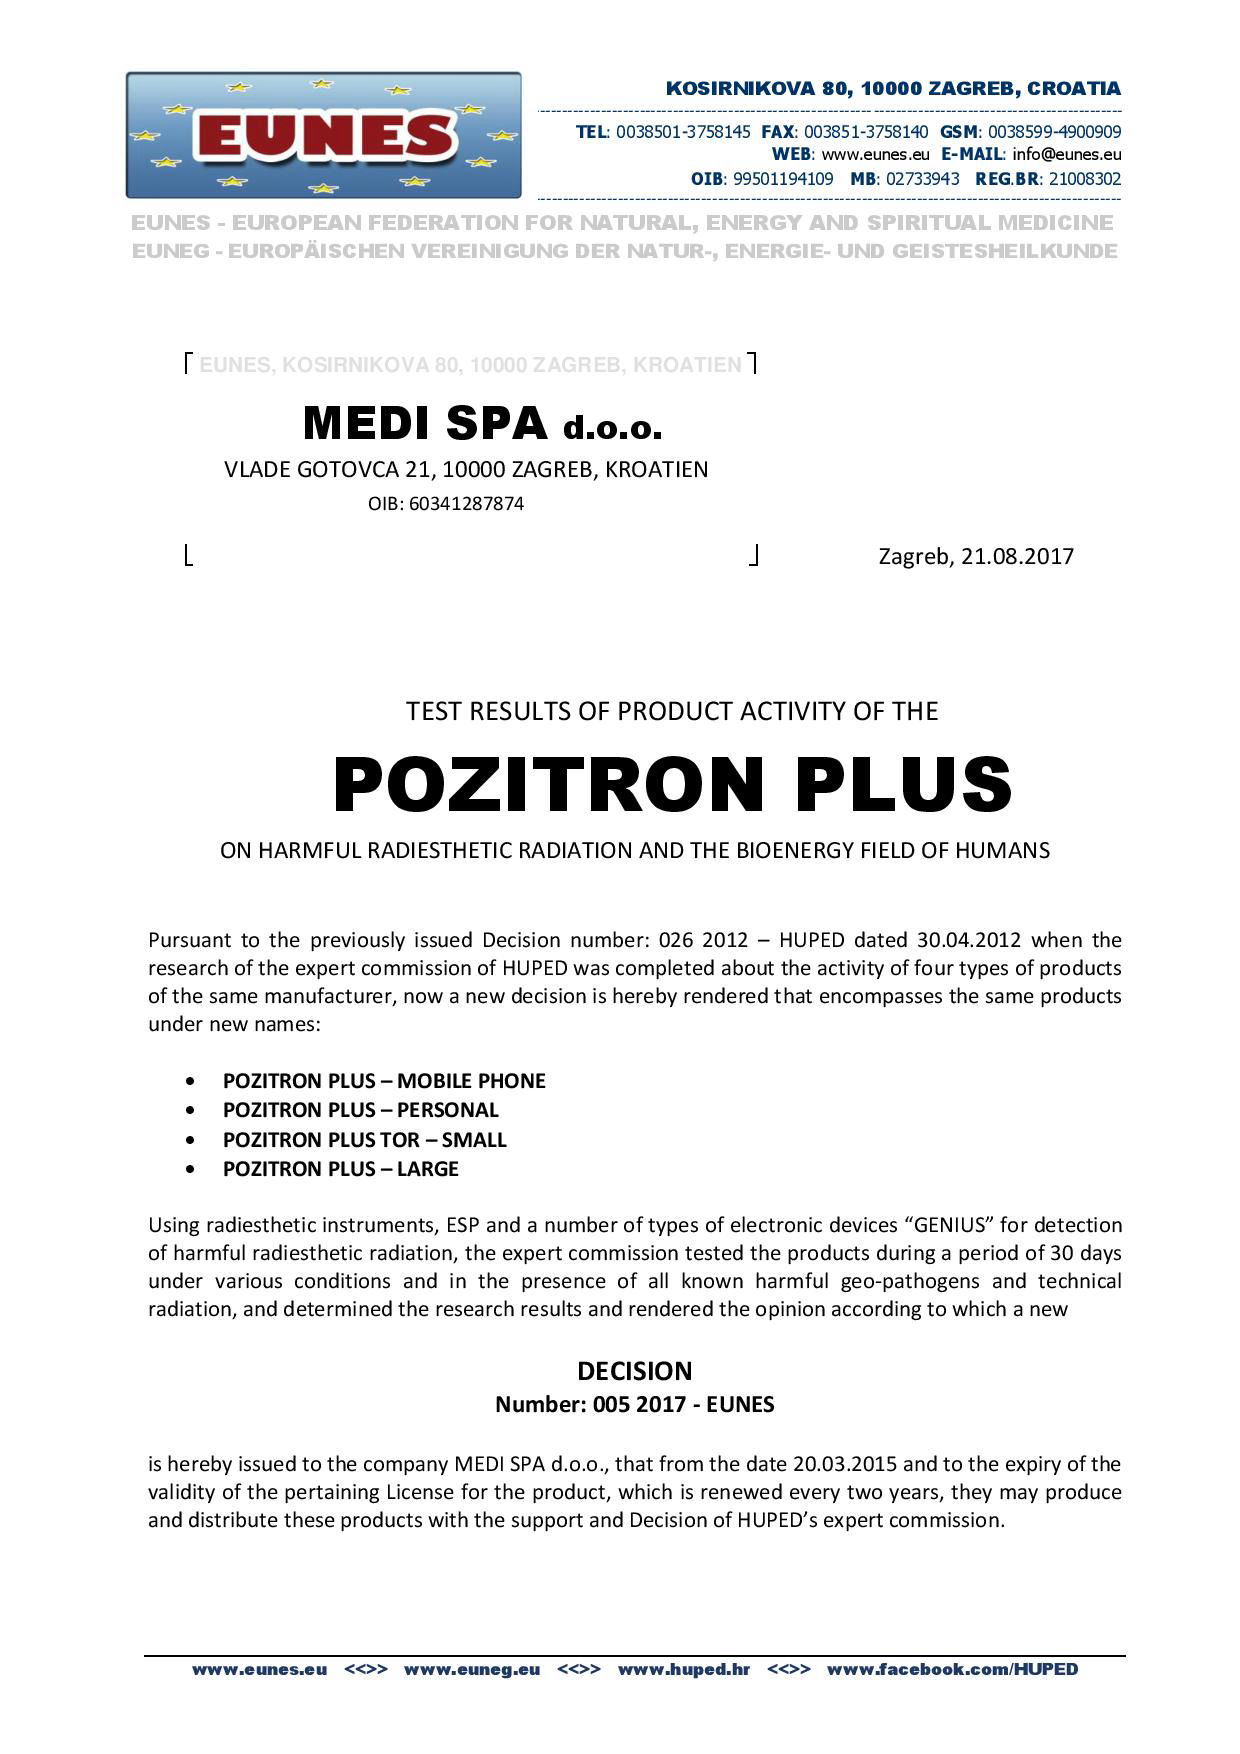 EUNES
KOSIRNIKOVA 80, 10000 ZAGREB, CROATIA
TEL: 0038501-3758145 FAX: 003851-3758140 GSM: 0038599-4900909
WEB: www.eunes.eu E-MAIL: info@eunes.eu
OIB: 99501194109 MB: 02733943 REG.BR: 21008302
EUNES - EUROPEAN FEDERATION FOR NATURAL, ENERGY AND SPIRITUAL MEDICINE
EUNEG - EUROPÄISCHEN VEREINIGUNG DER NATUR-, ENERGIE- UND GEISTESHEILKUNDE
EUNES, KOSIRNIKOVA 80, 10000 ZAGREB, KROATIEN
MEDI SPA d.o.o.
VLADE GOTOVCA 21, 10000 ZAGREB, KROATIEN
OIB: 60341287874
Zagreb, 21.08.2017
TEST RESULTS OF PRODUCT ACTIVITY OF THE
POZITRON PLUS
ON HARMFUL RADIESTHETIC RADIATION AND THE BIOENERGY FIELD OF HUMANS
Pursuant to the previously issued Decision number: 026 2012 – HUPED dated 30.04.2012 when the
research of the expert commission of HUPED was completed about the activity of four types of products
of the same manufacturer, now a new decision is hereby rendered that encompasses the same products
under new names:
• POZITRON PLUS – MOBILE PHONE
• POZITRON PLUS – PERSONAL
• POZITRON PLUS TOR – SMALL
• POZITRON PLUS – LARGE
Using radiesthetic instruments, ESP and a number of types of electronic devices “GENIUS” for detection
of harmful radiesthetic radiation, the expert commission tested the products during a period of 30 days
under various conditions and in the presence of all known harmful geo-pathogens and technical
radiation, and determined the research results and rendered the opinion according to which a new
DECISION
Number: 005 2017 - EUNES
is hereby issued to the company MEDI SPA d.o.o., that from the date 20.03.2015 and to the expiry of the
validity of the pertaining License for the product, which is renewed every two years, they may produce
and distribute these products with the support and Decision of HUPED’s expert commission.
www.eunes.eu <<>> www.euneg.eu <<>> www.huped.hr <<>> www.facebook.com/HUPED